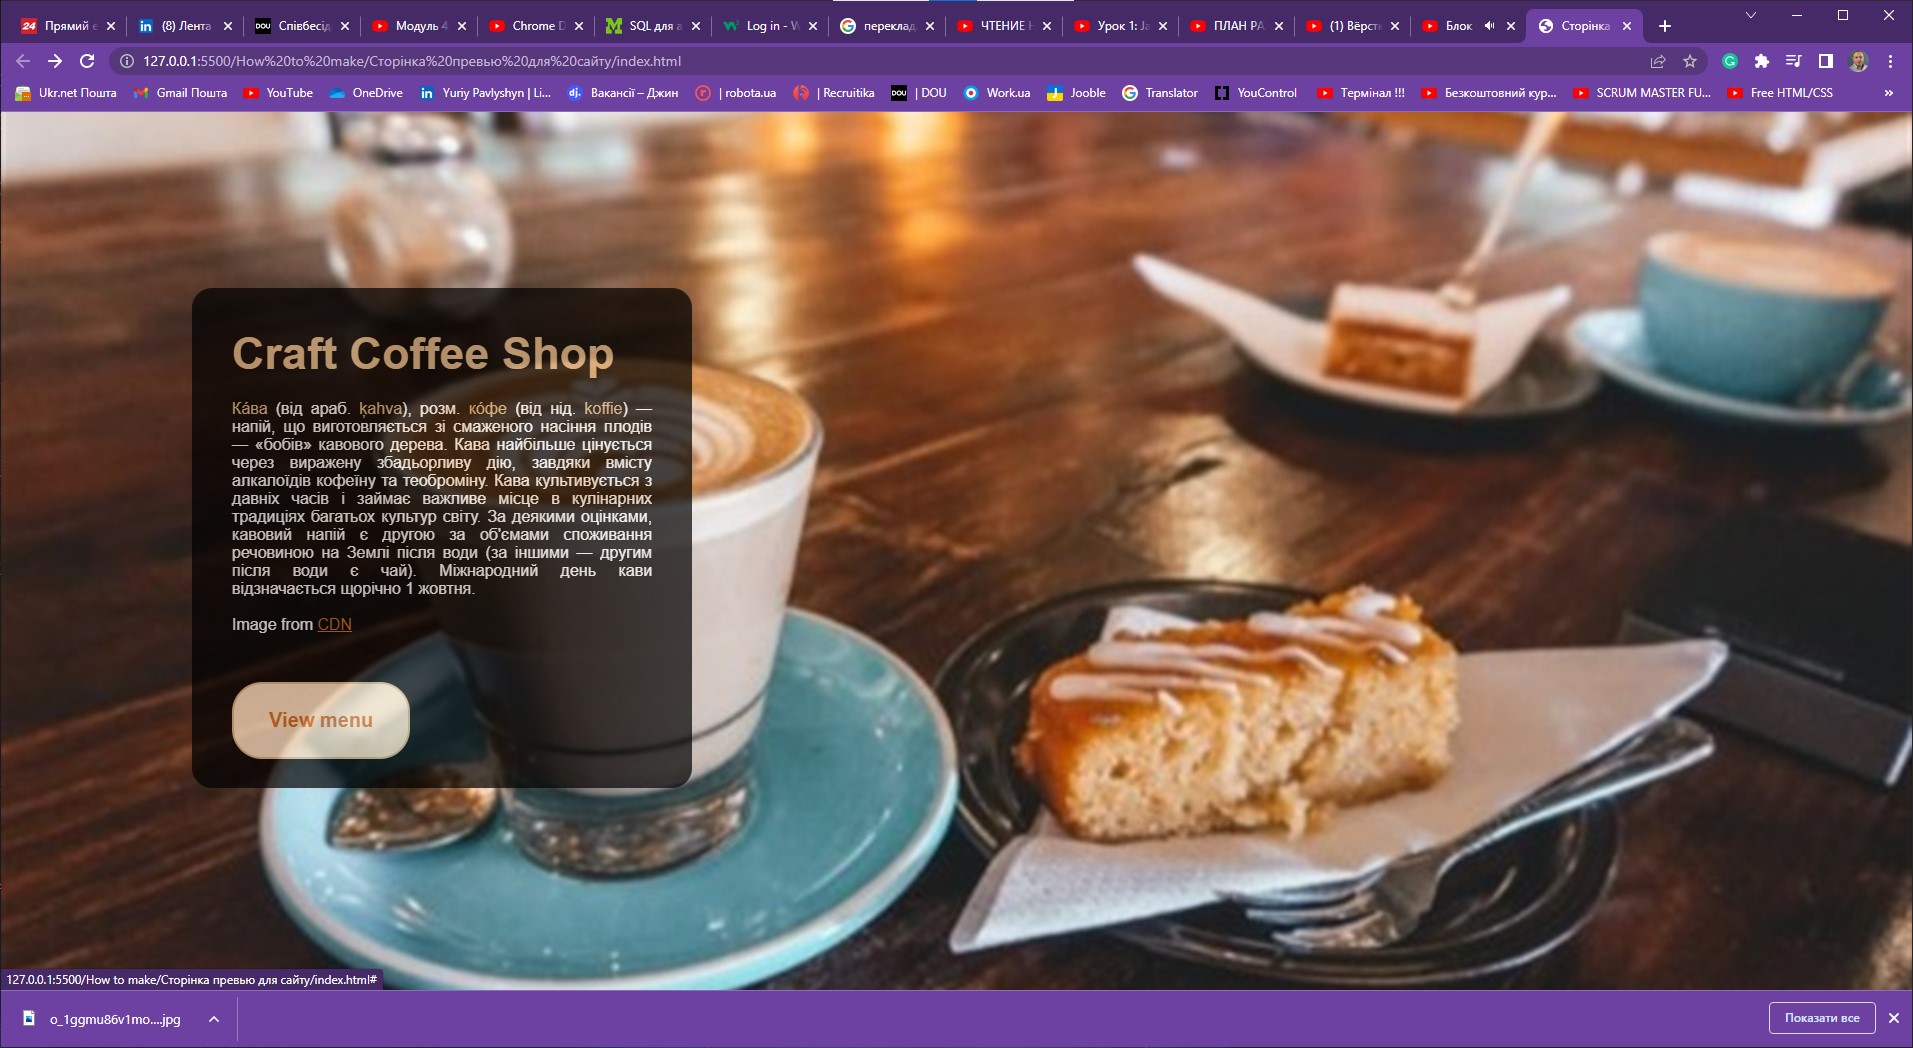 Прямий е
(8) Лента
Співбесід
Модуль 4
Chrome D
SQL для а
Log in - W
переклад
ЧТЕНИЕ Н
Урок 1: Ja
ПЛАН РА
(1) Вёрст
Блок
Сторінка
127.0.0.1:5500/How%20to%20make/Сторінка%20превью%20для%20сайту/index.html
Ukr.net Пошта
Gmail Пошта
YouTube
OneDrive
Yuriy Pavlyshyn | Li...
Вакансії – Джин
| robota.ua
| Recruitika
| DOU
Work.ua
Jooble
Translator
YouControl
Термінал !!!
Безкоштовний кур...
SCRUM MASTER FU...
Free HTML/CSS
»
Craft Coffee Shop
Ка́ва (від араб. ķahva), розм. ко́фе (від нід. koffie) —
напій, що виготовляється зі смаженого насіння плодів
— «бобів» кавового дерева. Кава найбільше цінується
через виражену збадьорливу дію, завдяки вмісту
алкалоїдів кофеїну та теоброміну. Кава культивується з
давніх часів і займає важливе місце в кулінарних
традиціях багатьох культур світу. За деякими оцінками,
кавовий напій є другою за об'ємами споживання
речовиною на Землі після води (за іншими — другим
після води є чай). Міжнародний день кави
відзначається щорічно 1 жовтня.
Image from CDN
View menu
127.0.0.1:5500/How to make/Сторінка превью для сайту/index.html#
o_1ggmu86v1mo....jpg
Показати все